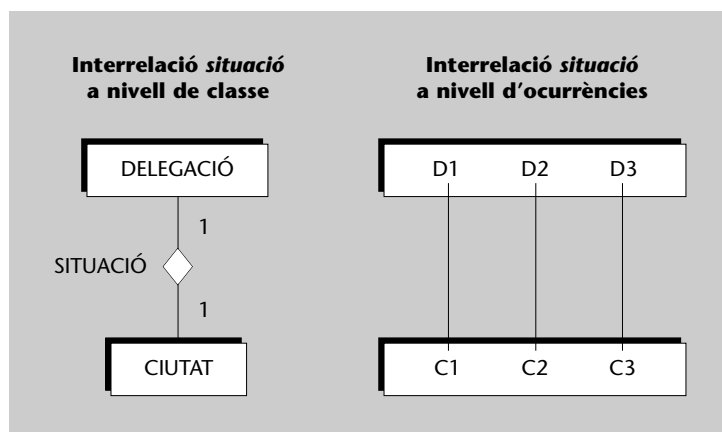 Interrelació situació
a nivell de classe
DELEGACIÓ
1
SITUACIÓ
1
CIUTAT
Interrelació situació
a nivell d'ocurrències
D1 D2 D3
C1 C2 C3